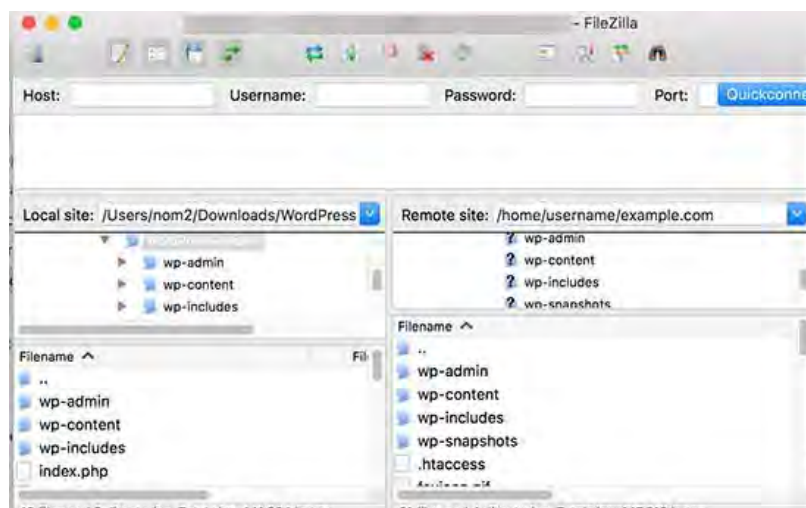 - FileZilla
Host: Username: Password: Port: Quickconne
Local site: /Users/nom2/Downloads/WordPress
wp-admin
wp-content
wp-includes
Filename
..
wp-admin
wp-content
wp-includes
index.php
Remote site: /home/username/example.com
wp-admin
wp-content
wp-includes
wp-snapshots
Filename
..
wp-admin
wp-content
wp-includes
wp-snapshots
.htaccess